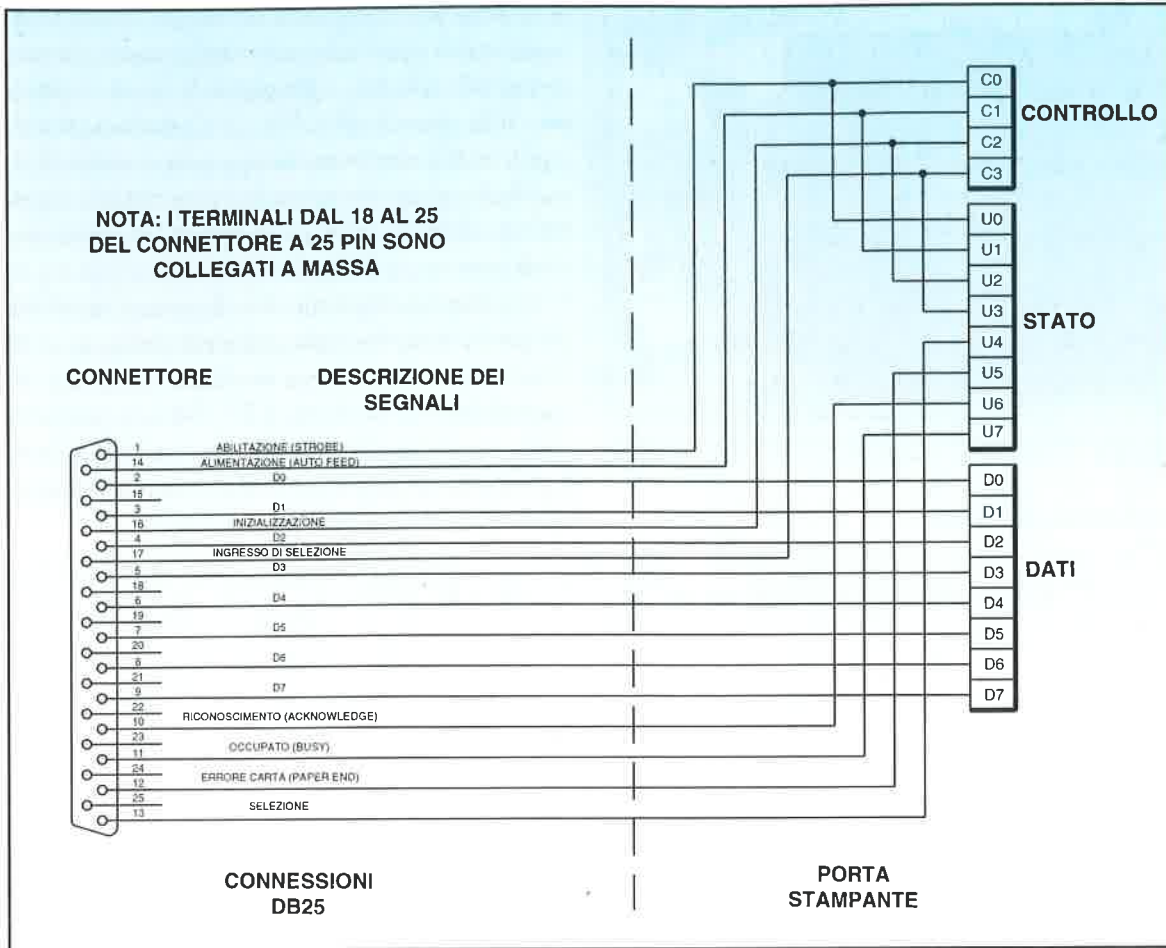 NOTA: I TERMINALI DAL 18 AL 25
DEL CONNETTORE A 25 PIN SONO
COLLEGATI A MASSA
CONNETTORE
DESCRIZIONE DEI
SEGNALI
1 ABILITAZIONE (STROBE)
14 ALIMENTAZIONE (AUTO FEED)
2 D0
15
3 D1
16 INIZIALIZZAZIONE
4 D2
17 INGRESSO DI SELEZIONE
5 D3
18
6 D4
19
7 D5
20
8 D6
21
9 D7
22
10 RICONOSCIMENTO (ACKNOWLEDGE)
23
11 OCCUPATO (BUSY)
24
12 ERRORE CARTA (PAPER END)
25
13 SELEZIONE
CONNESSIONI
DB25
C0
C1
C2
C3
CONTROLLO
U0
U1
U2
U3
U4
U5
U6
U7
STATO
D0
D1
D2
D3
D4
D5
D6
D7
DATI
PORTA
STAMPANTE